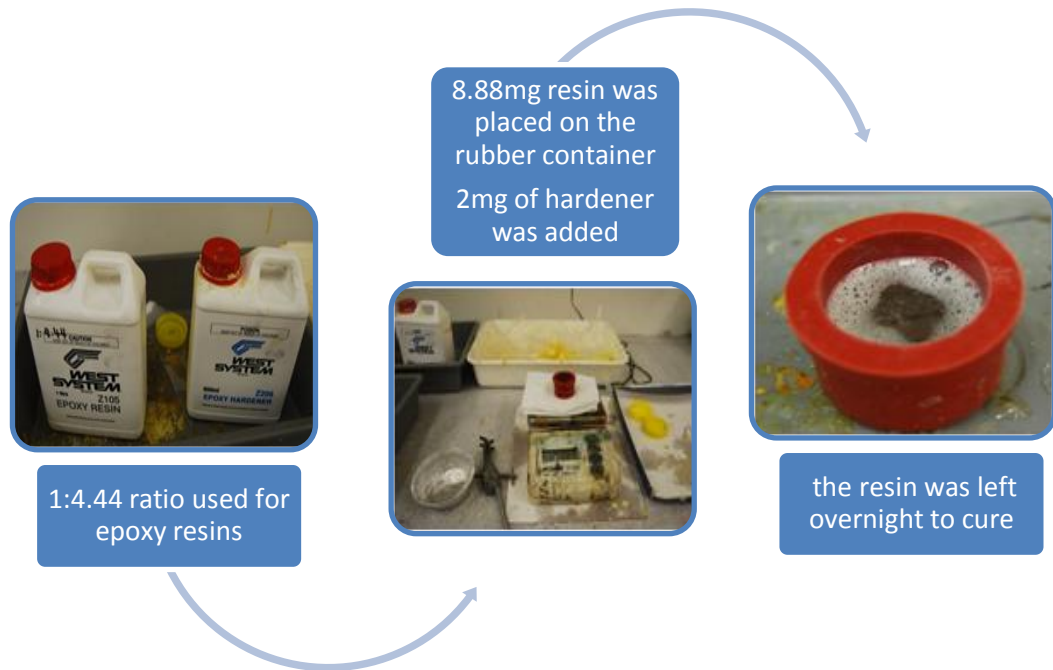 8.88mg resin was
placed on the
rubber container
2mg of hardener
was added
1:4.44
CAUTION
WEST
SYSTEM
Z105
EPOXY RESIN
WEST
SYSTEM
EPOXY HARDENER
1:4.44 ratio used for
epoxy resins
the resin was left
overnight to cure